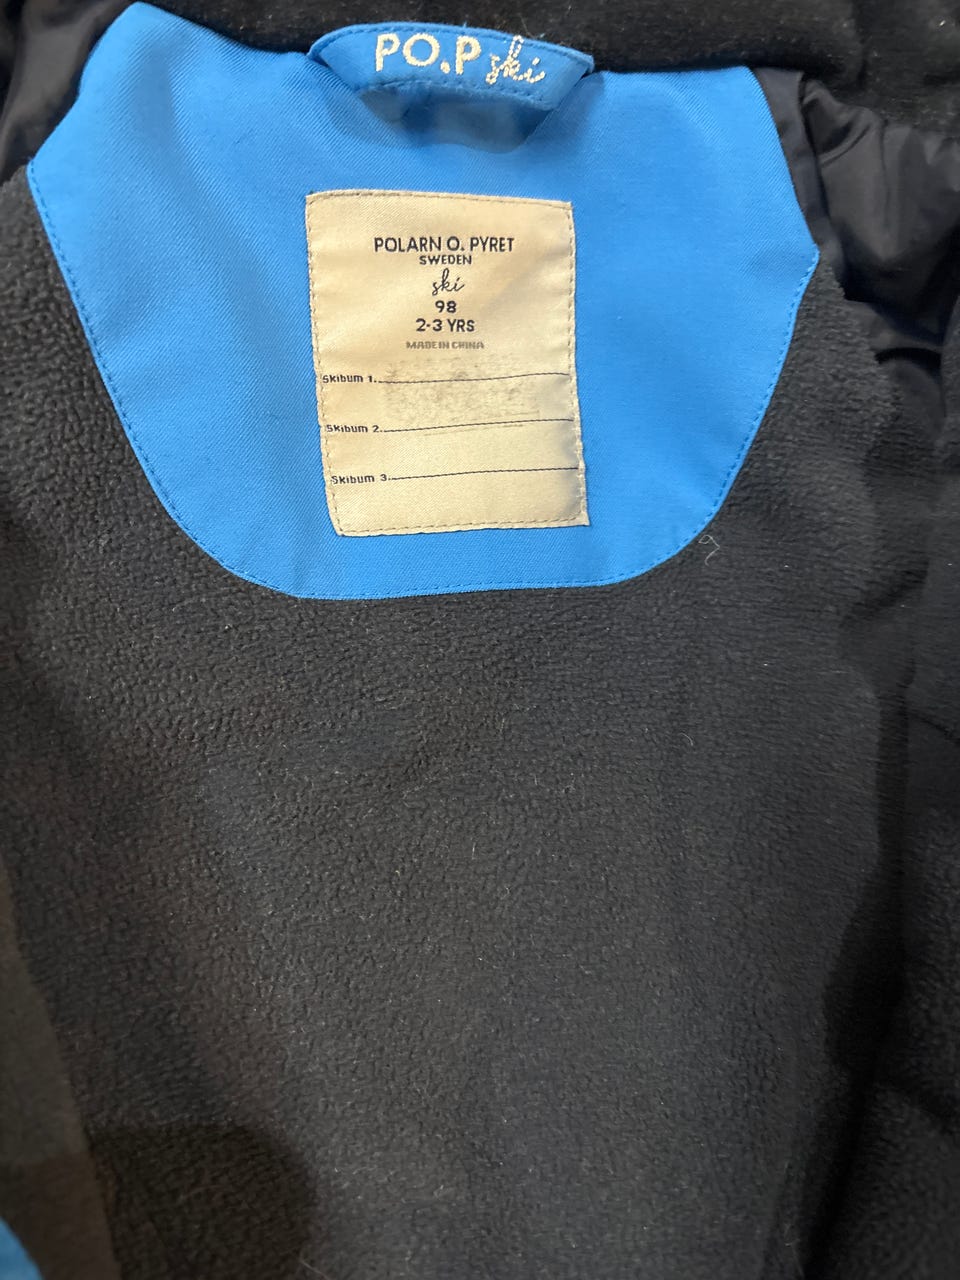 PO.P ski
POLARN O. PYRET
SWEDEN
ski
98
2-3 YRS
MADE IN CHINA
Skibum 1.
Skibum 2.
Skibum 3.